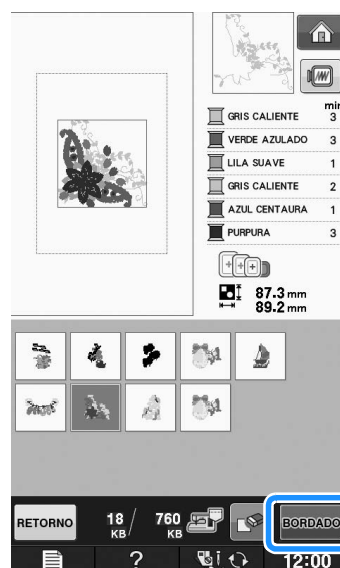 min
GRIS CALIENTE 3
VERDE AZULADO 3
LILA SUAVE 1
GRIS CALIENTE 2
AZUL CENTAURA 1
PURPURA 3
87.3 mm
89.2 mm
RETORNO
18 KB / 760 KB
BORDADO
?
12:00